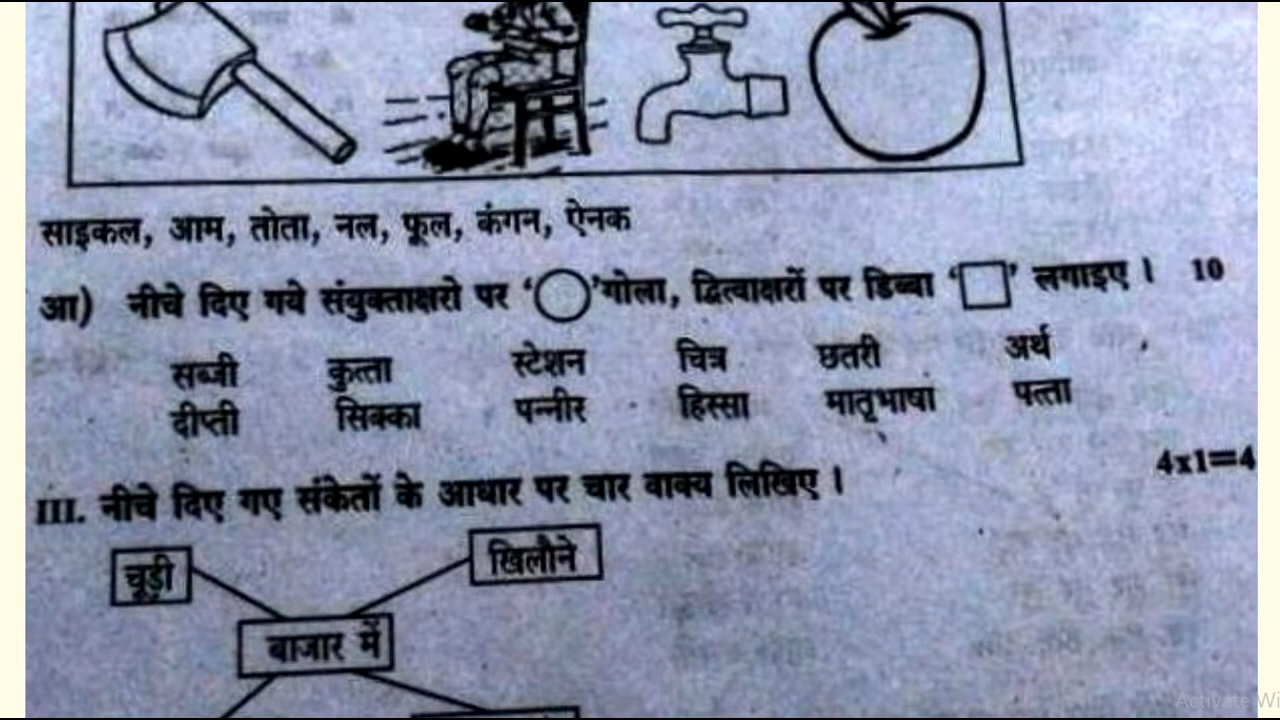 साइकल, आम, तोता, नल, फूल, कंगन, ऐनक
आ) नीचे दिए गये संयुक्ताक्षरो पर '○' गोला, द्वित्वाक्षरों पर डिब्बा '□' लगाइए । 10
सब्जी कुत्ता स्टेशन चित्र छतरी अर्थ
दीप्ती सिक्का पन्नीर हिस्सा मातृभाषा पत्ता
4x1=4
III. नीचे दिए गए संकेतों के आधार पर चार वाक्य लिखिए ।
चूड़ी खिलौने
बाजार में